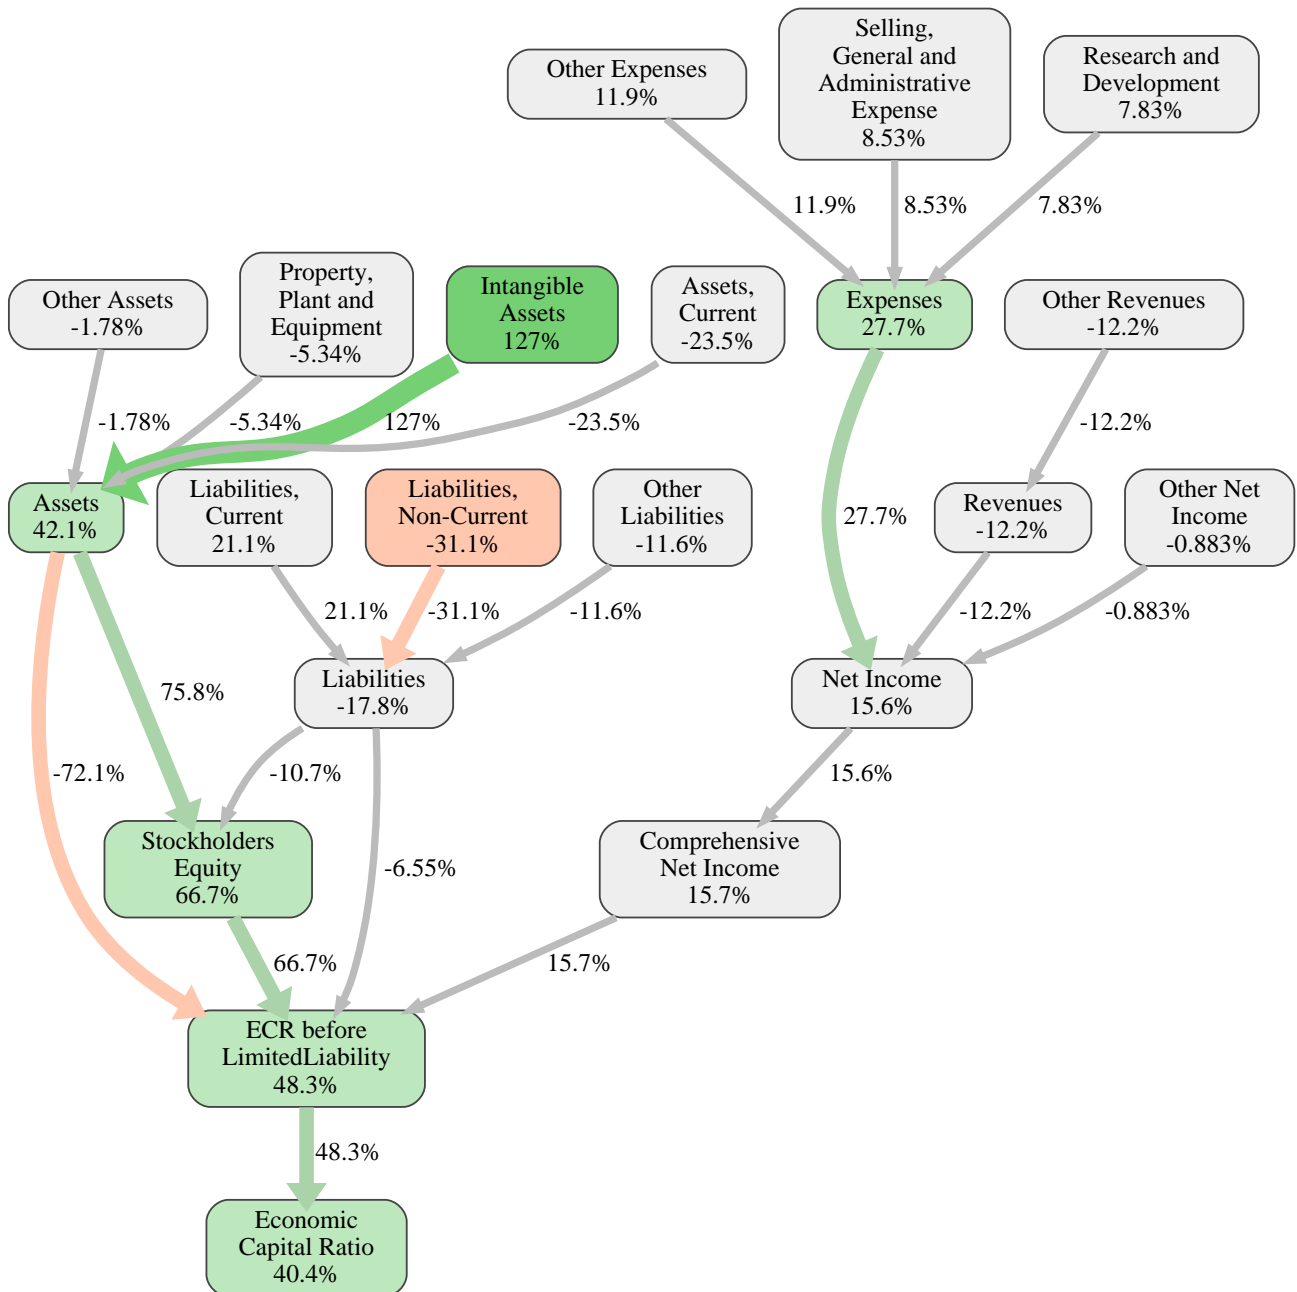 Selling,
General and
Administrative
Expense
8.53%
Other Expenses
11.9%
Research and
Development
7.83%
11.9%
8.53%
7.83%
Other Assets
-1.78%
Property,
Plant and
Equipment
-5.34%
Intangible
Assets
127%
Assets,
Current
-23.5%
Expenses
27.7%
Other Revenues
-12.2%
-1.78%
-5.34%
127%
-23.5%
-12.2%
Assets
42.1%
Liabilities,
Current
21.1%
Liabilities,
Non-Current
-31.1%
Other
Liabilities
-11.6%
27.7%
Revenues
-12.2%
Other Net
Income
-0.883%
21.1%
-31.1%
-11.6%
-12.2%
-0.883%
75.8%
Liabilities
-17.8%
Net Income
15.6%
-72.1%
-10.7%
15.6%
Stockholders
Equity
66.7%
-6.55%
Comprehensive
Net Income
15.7%
66.7%
15.7%
ECR before
LimitedLiability
48.3%
48.3%
Economic
Capital Ratio
40.4%